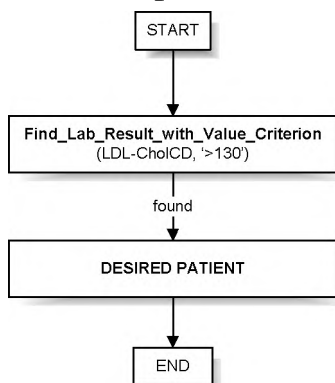 START
Find_Lab_Result_with_Value_Criterion
(LDL-CholCD, ‘>130’)
found
DESIRED PATIENT
END